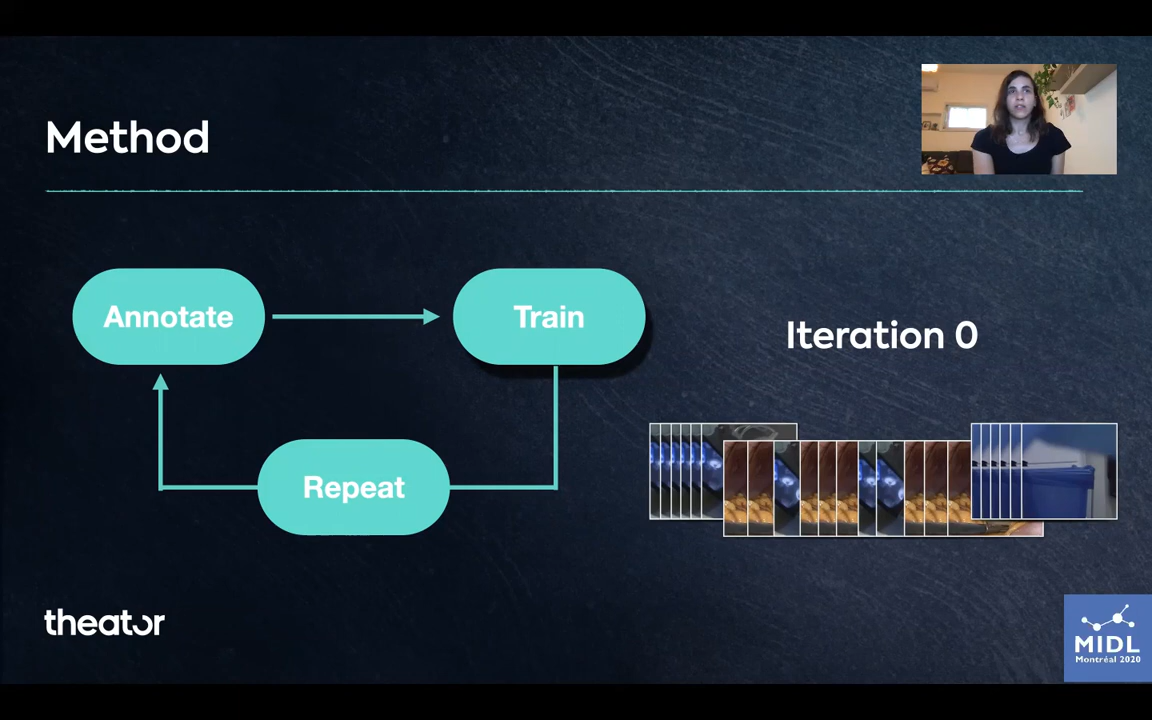 Method
Annotate
Train
Iteration 0
Repeat
theator
MIDL
Montréal 2020